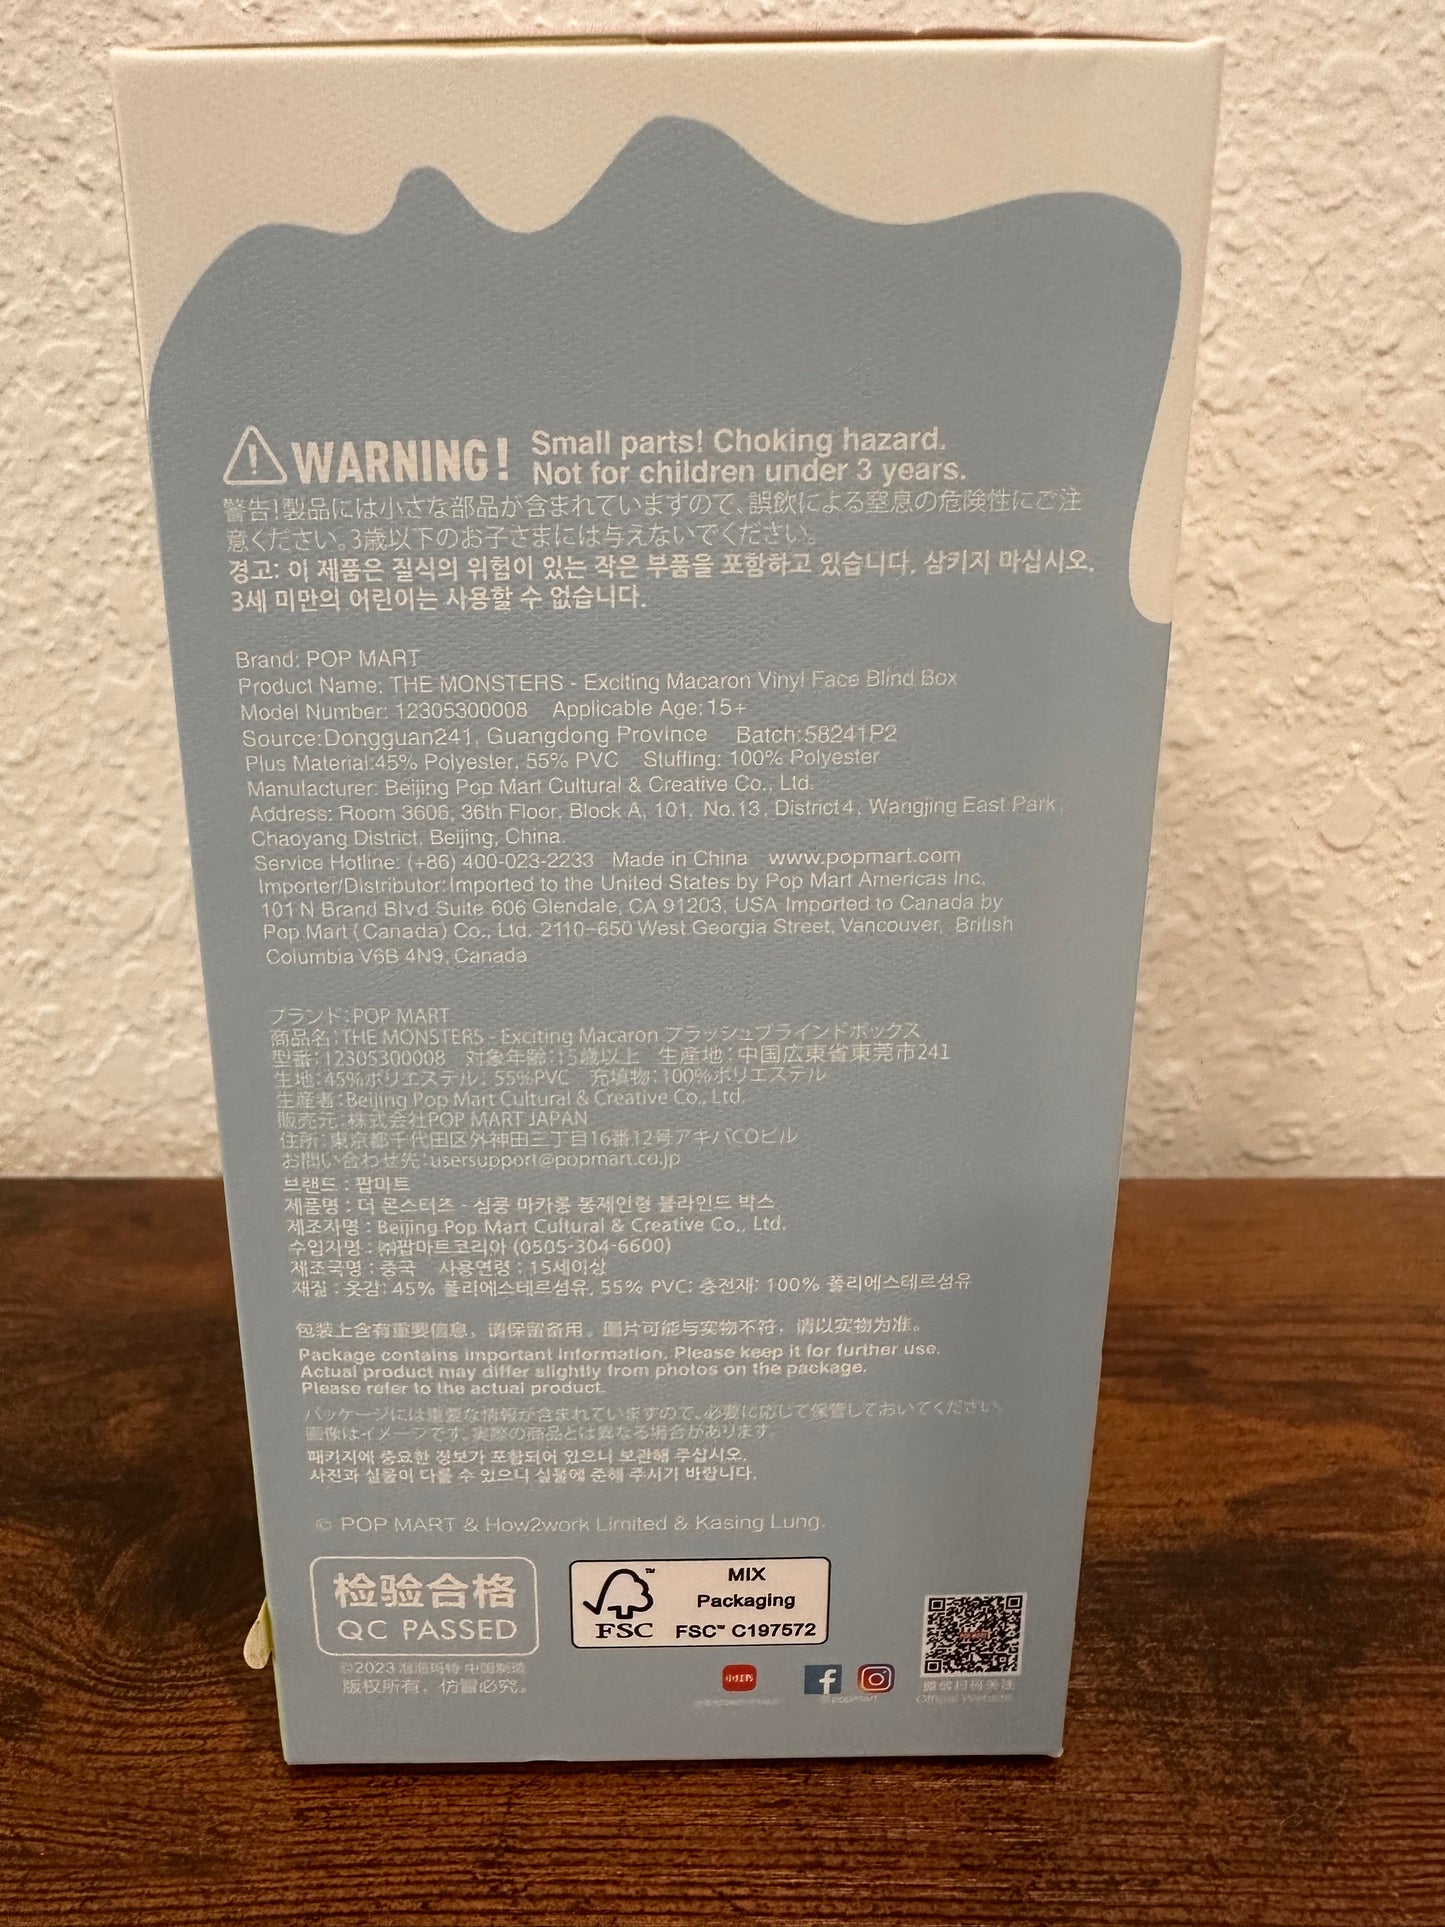 WARNING! Small parts! Choking hazard.
Not for children under 3 years.
警告!製品には小さな部品が含まれていますので、誤飲による窒息の危険性にご注
意ください。3歳以下のお子さまには与えないでください。
경고: 이 제품은 질식의 위험이 있는 작은 부품을 포함하고 있습니다, 삼키지 마십시오.
3세 미만의 어린이는 사용할 수 없습니다.
Brand: POP MART
Product Name: THE MONSTERS - Exciting Macaron Vinyl Face Blind Box
Model Number: 12305300008 Applicable Age: 15+
Source:Dongguan241, Guangdong Province Batch:58241P2
Plus Material:45% Polyester, 55% PVC Stuffing: 100% Polyester
Manufacturer: Beijing Pop Mart Cultural & Creative Co., Ltd.
Address: Room 3606, 36th Floor, Block A, 101, No.13, District 4, Wangjing East Park,
Chaoyang District, Beijing, China.
Service Hotline: (+86) 400-023-2233 Made in China www.popmart.com
Importer/Distributor: Imported to the United States by Pop Mart Americas Inc,
101 N Brand Blvd Suite 606 Glendale, CA 91203, USA Imported to Canada by
Pop Mart (Canada) Co., Ltd. 2110-650 West Georgia Street, Vancouver, British
Columbia V6B 4N9, Canada
ブランド:POP MART
商品名:THE MONSTERS - Exciting Macaron プラッシュブラインドボックス
型番:12305300008 対象年齢:15歳以上 生産地:中国広東省東莞市241
生地:45%ポリエステル; 55%PVC 充填物:100%ポリエステル
生産者:Beijing Pop Mart Cultural & Creative Co., Ltd.
販売元:株式会社POP MART JAPAN
住所:東京都千代田区外神田三丁目16番12号アキバCOビル
お問い合わせ先:usersupport@popmart.co.jp
브랜드 : 팝마트
제품명 : 더 몬스터즈 - 심쿵 마카롱 봉제인형 블라인드 박스
제조자명 : Beijing Pop Mart Cultural & Creative Co., Ltd.
수입자명 : ㈜팝마트코리아 (0505-304-6600)
제조국명 : 중국 사용연령 : 15세이상
재질 : 옷감: 45% 폴리에스테르섬유, 55% PVC; 충전재: 100% 폴리에스테르섬유
包装上含有重要信息，请保留备用。图片可能与实物不符，请以实物为准。
Package contains important information. Please keep it for further use.
Actual product may differ slightly from photos on the package.
Please refer to the actual product.
パッケージには重要な情報が含まれていますので、必要に応じて保管しておいてください。
画像はイメージです。実際の商品とは異なる場合があります。
패키지에 중요한 정보가 포함되어 있으니 보관해 주십시오.
사진과 실물이 다를 수 있으니 실물에 준해 주시기 바랍니다.
© POP MART & How2work Limited & Kasing Lung.
检验合格
QC PASSED
FSC™
MIX
Packaging
FSC™ C197572
©2023 泡泡玛特 中国制造
版权所有，仿冒必究。
小红书
@popmart
微信扫码关注
Official Website